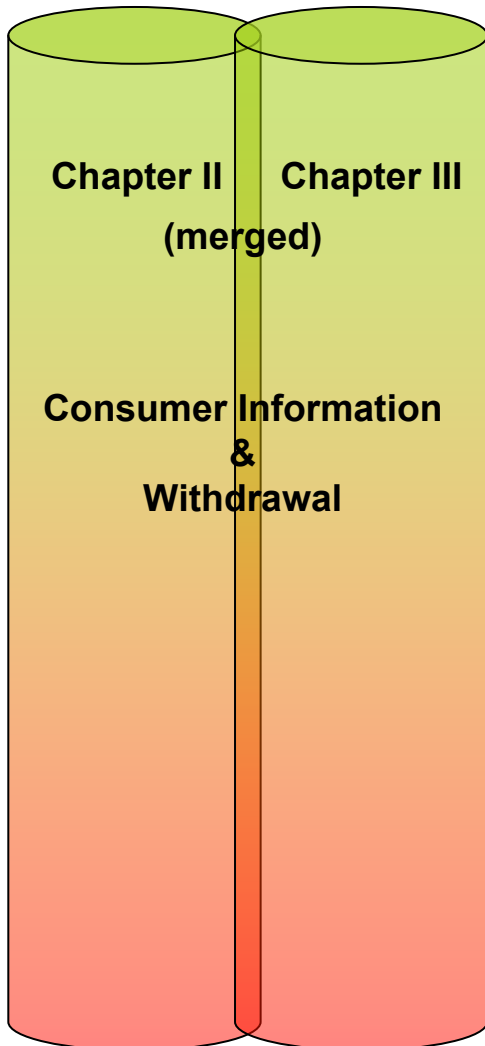 Chapter II Chapter III
(merged)
Consumer Information
&
Withdrawal